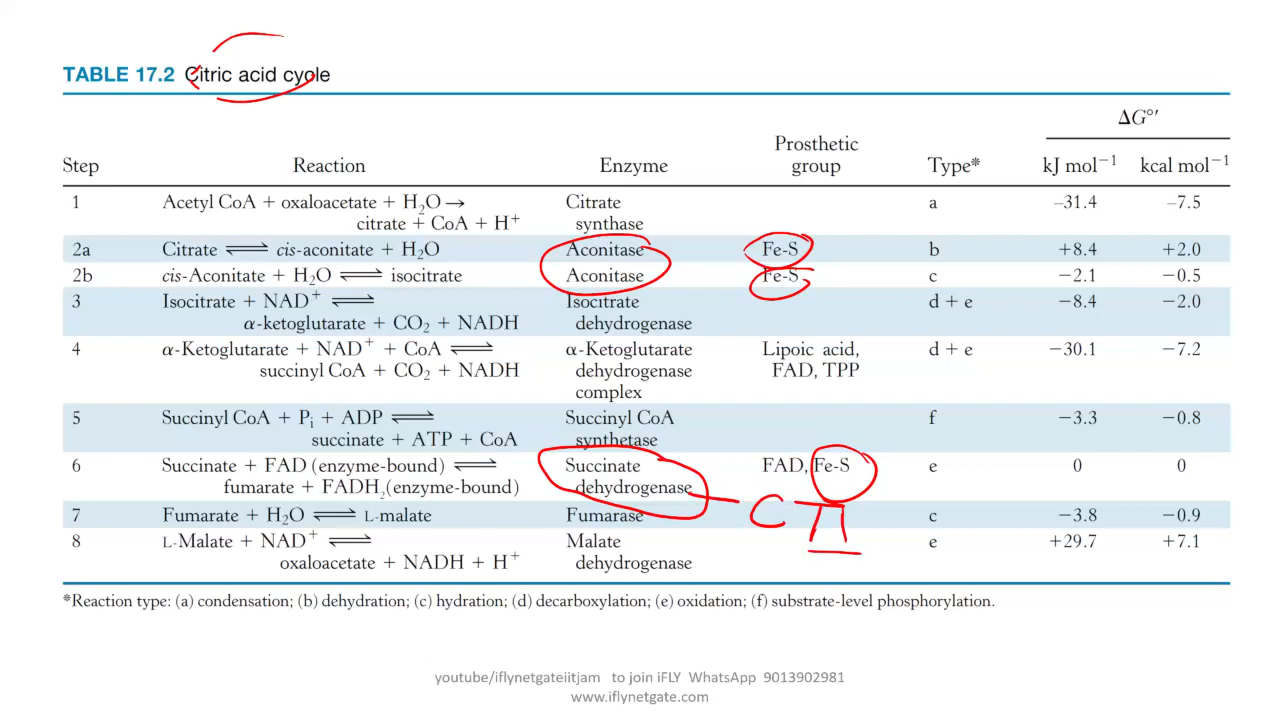 TABLE 17.2 Citric acid cycle
ΔG°′
Step Reaction Enzyme Prosthetic group Type* kJ mol⁻¹ kcal mol⁻¹
1 Acetyl CoA + oxaloacetate + H₂O → Citrate a −31.4 −7.5
citrate + CoA + H⁺ synthase
2a Citrate ⇌ cis-aconitate + H₂O Aconitase Fe-S b +8.4 +2.0
2b cis-Aconitate + H₂O ⇌ isocitrate Aconitase Fe-S c −2.1 −0.5
3 Isocitrate + NAD⁺ ⇌ Isocitrate d + e −8.4 −2.0
α-ketoglutarate + CO₂ + NADH dehydrogenase
4 α-Ketoglutarate + NAD⁺ + CoA ⇌ α-Ketoglutarate Lipoic acid, d + e −30.1 −7.2
succinyl CoA + CO₂ + NADH dehydrogenase FAD, TPP
complex
5 Succinyl CoA + Pᵢ + ADP ⇌ Succinyl CoA f −3.3 −0.8
succinate + ATP + CoA synthetase
6 Succinate + FAD (enzyme-bound) ⇌ Succinate FAD, Fe-S e 0 0
fumarate + FADH₂(enzyme-bound) dehydrogenase
C II
7 Fumarate + H₂O ⇌ L-malate Fumarase c −3.8 −0.9
8 L-Malate + NAD⁺ ⇌ Malate e +29.7 +7.1
oxaloacetate + NADH + H⁺ dehydrogenase
*Reaction type: (a) condensation; (b) dehydration; (c) hydration; (d) decarboxylation; (e) oxidation; (f) substrate-level phosphorylation.
youtube/iflynetgateiitjam to join iFLY WhatsApp 9013902981
www.iflynetgate.com